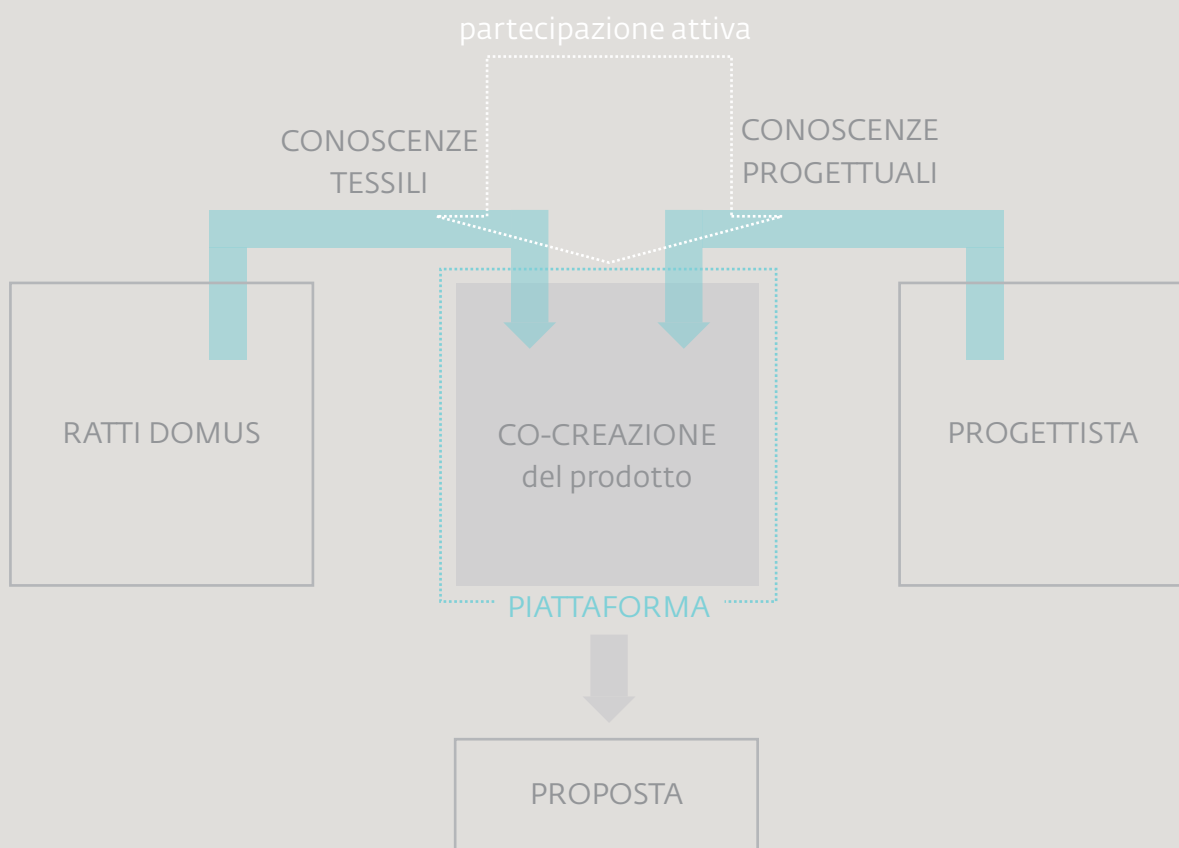 partecipazione attiva
CONOSCENZE
TESSILI
CONOSCENZE
PROGETTUALI
RATTI DOMUS
CO-CREAZIONE
del prodotto
PROGETTISTA
PIATTAFORMA
PROPOSTA